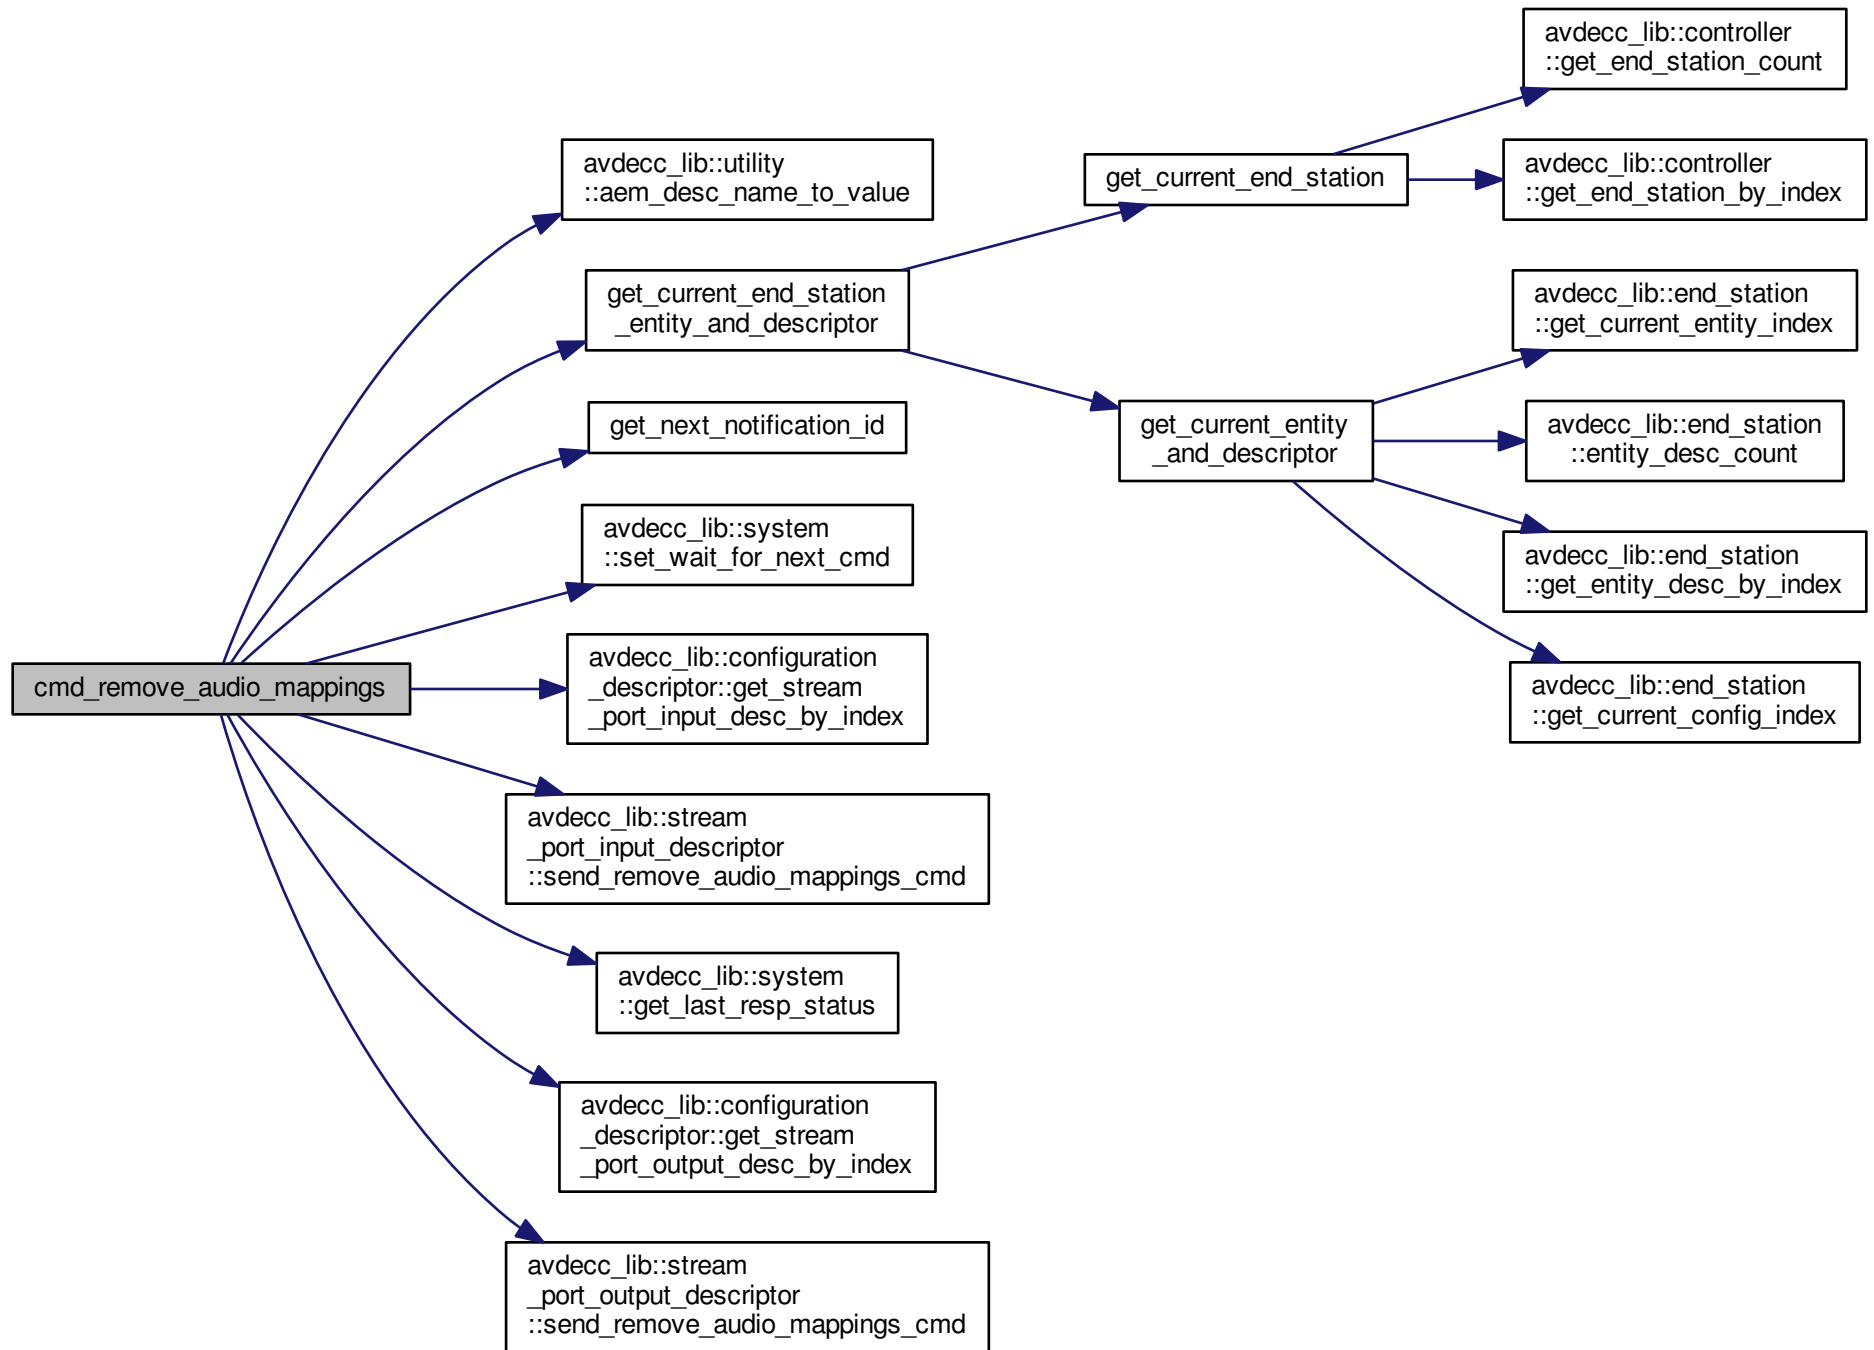 cmd_remove_audio_mappings
avdecc_lib::utility
::aem_desc_name_to_value
get_current_end_station
_entity_and_descriptor
get_next_notification_id
avdecc_lib::system
::set_wait_for_next_cmd
avdecc_lib::configuration
_descriptor::get_stream
_port_input_desc_by_index
avdecc_lib::stream
_port_input_descriptor
::send_remove_audio_mappings_cmd
avdecc_lib::system
::get_last_resp_status
avdecc_lib::configuration
_descriptor::get_stream
_port_output_desc_by_index
avdecc_lib::stream
_port_output_descriptor
::send_remove_audio_mappings_cmd
get_current_end_station
get_current_entity
_and_descriptor
avdecc_lib::controller
::get_end_station_count
avdecc_lib::controller
::get_end_station_by_index
avdecc_lib::end_station
::get_current_entity_index
avdecc_lib::end_station
::entity_desc_count
avdecc_lib::end_station
::get_entity_desc_by_index
avdecc_lib::end_station
::get_current_config_index